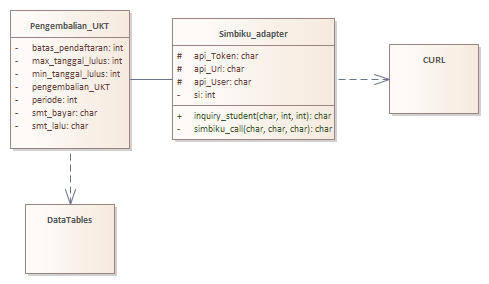 Pengembalian_UKT
- batas_pendaftaran: int
- max_tanggal_lulus: int
- min_tanggal_lulus: int
- pengembalian_UKT
- periode: int
- smt_bayar: char
- smt_lalu: char
Simbiku_adapter
# api_Token: char
# api_Url: char
# api_User: char
- si: int
+ inquiry_student(char, int, int): char
- simbiku_call(char, char, char): char
CURL
DataTables